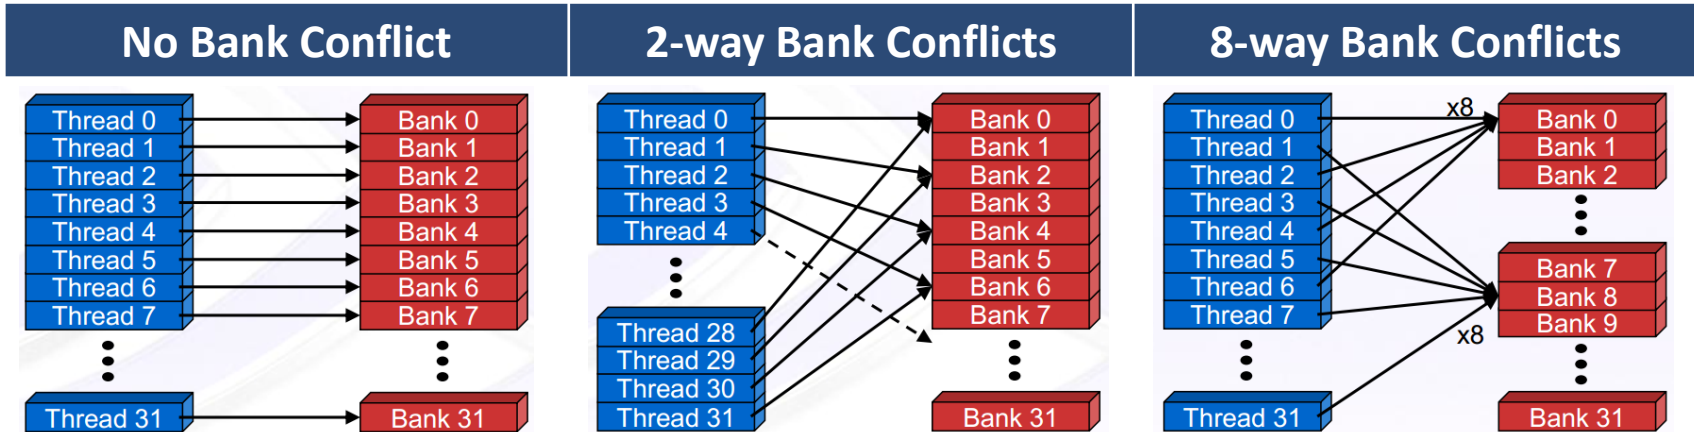 No Bank Conflict
Thread 0
Thread 1
Thread 2
Thread 3
Thread 4
Thread 5
Thread 6
Thread 7
Thread 31
Bank 0
Bank 1
Bank 2
Bank 3
Bank 4
Bank 5
Bank 6
Bank 7
Bank 31
2-way Bank Conflicts
Thread 0
Thread 1
Thread 2
Thread 3
Thread 4
Thread 28
Thread 29
Thread 30
Thread 31
Bank 0
Bank 1
Bank 2
Bank 3
Bank 4
Bank 5
Bank 6
Bank 7
Bank 31
8-way Bank Conflicts
Thread 0
Thread 1
Thread 2
Thread 3
Thread 4
Thread 5
Thread 6
Thread 7
Thread 31
x8
x8
Bank 0
Bank 1
Bank 2
Bank 7
Bank 8
Bank 9
Bank 31